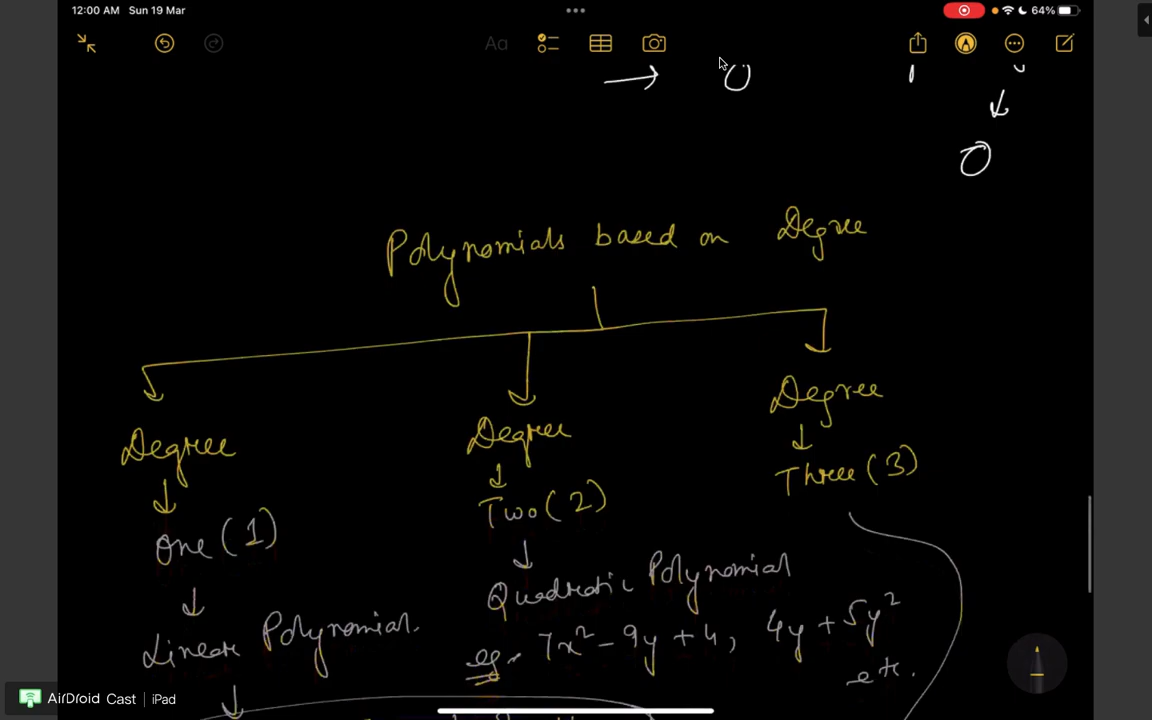 12:00 AM Sun 19 Mar
64%
Aa
Polynomials based on Degree
Degree
One (1)
Linear Polynomial.
Degree
Two (2)
Quadratic Polynomial
eg. 7x² - 9y + 4, 4y + 5y²
etc.
Degree
Three (3)
AirDroid Cast | iPad